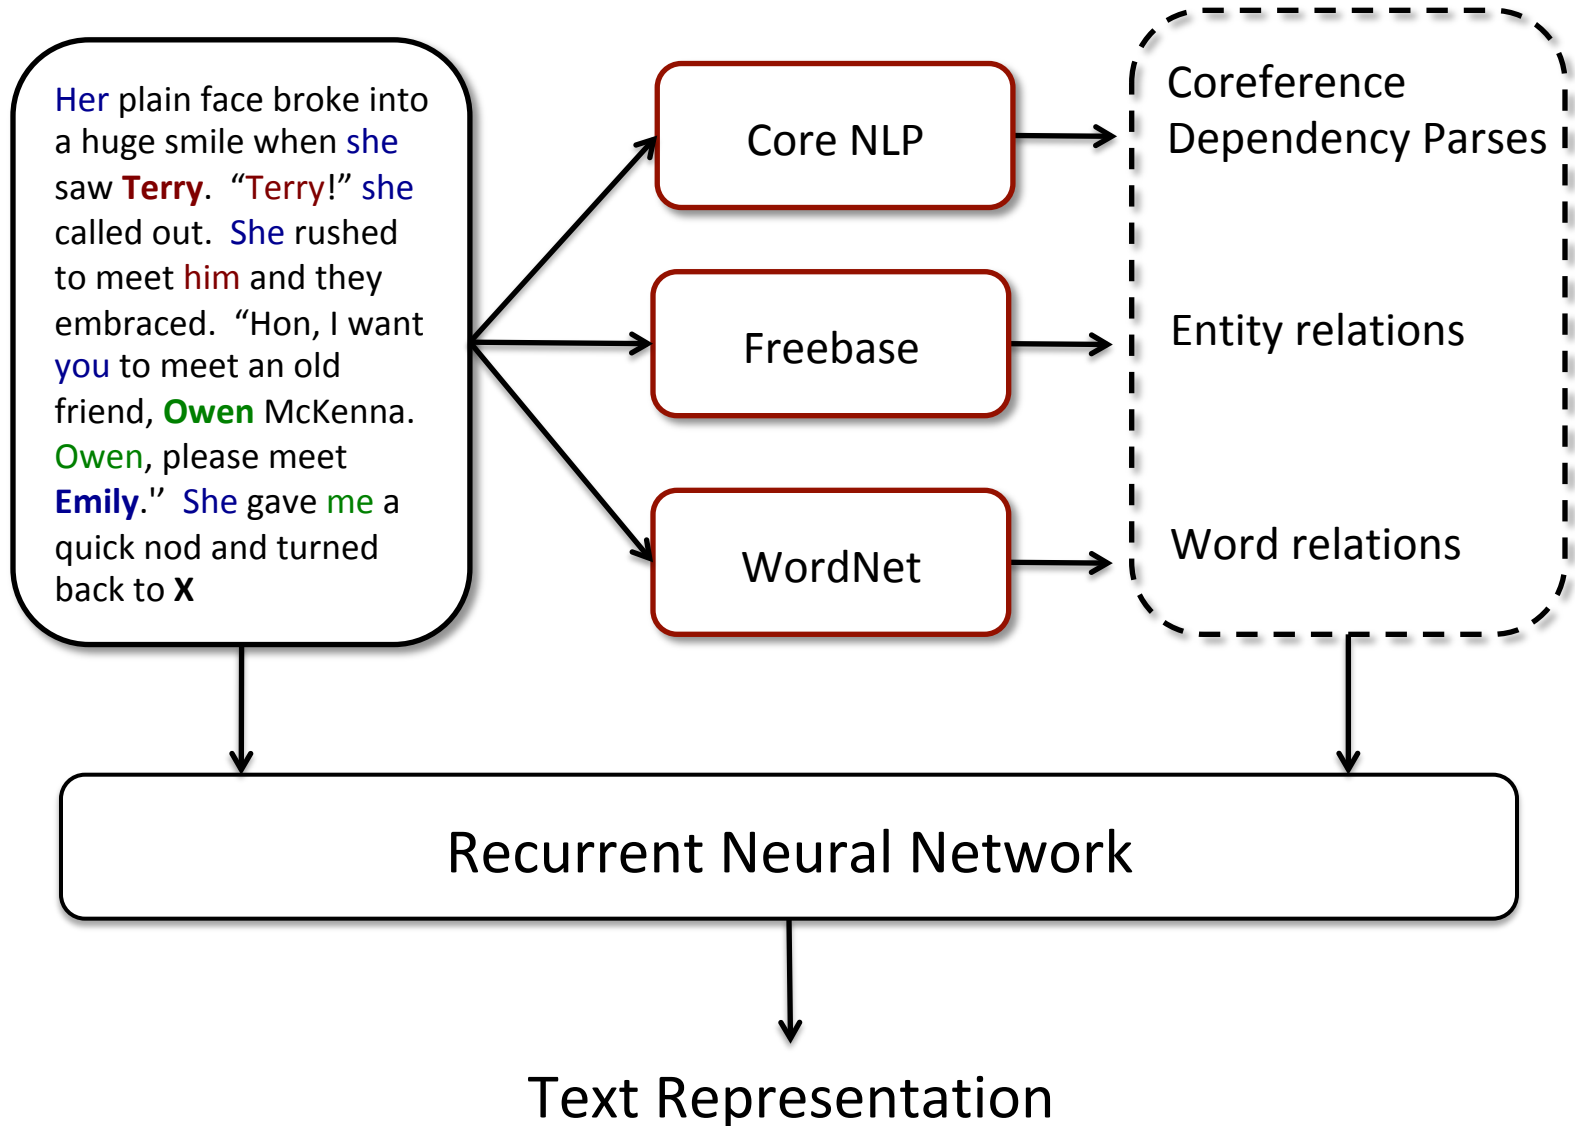 Her plain face broke into
a huge smile when she
saw Terry.  “Terry!” she
called out.  She rushed
to meet him and they
embraced.  “Hon, I want
you to meet an old
friend, Owen McKenna.
Owen, please meet
Emily.''  She gave me a
quick nod and turned
back to X
Core NLP
Freebase
WordNet
Coreference
Dependency Parses
Entity relations
Word relations
Recurrent Neural Network
Text Representation